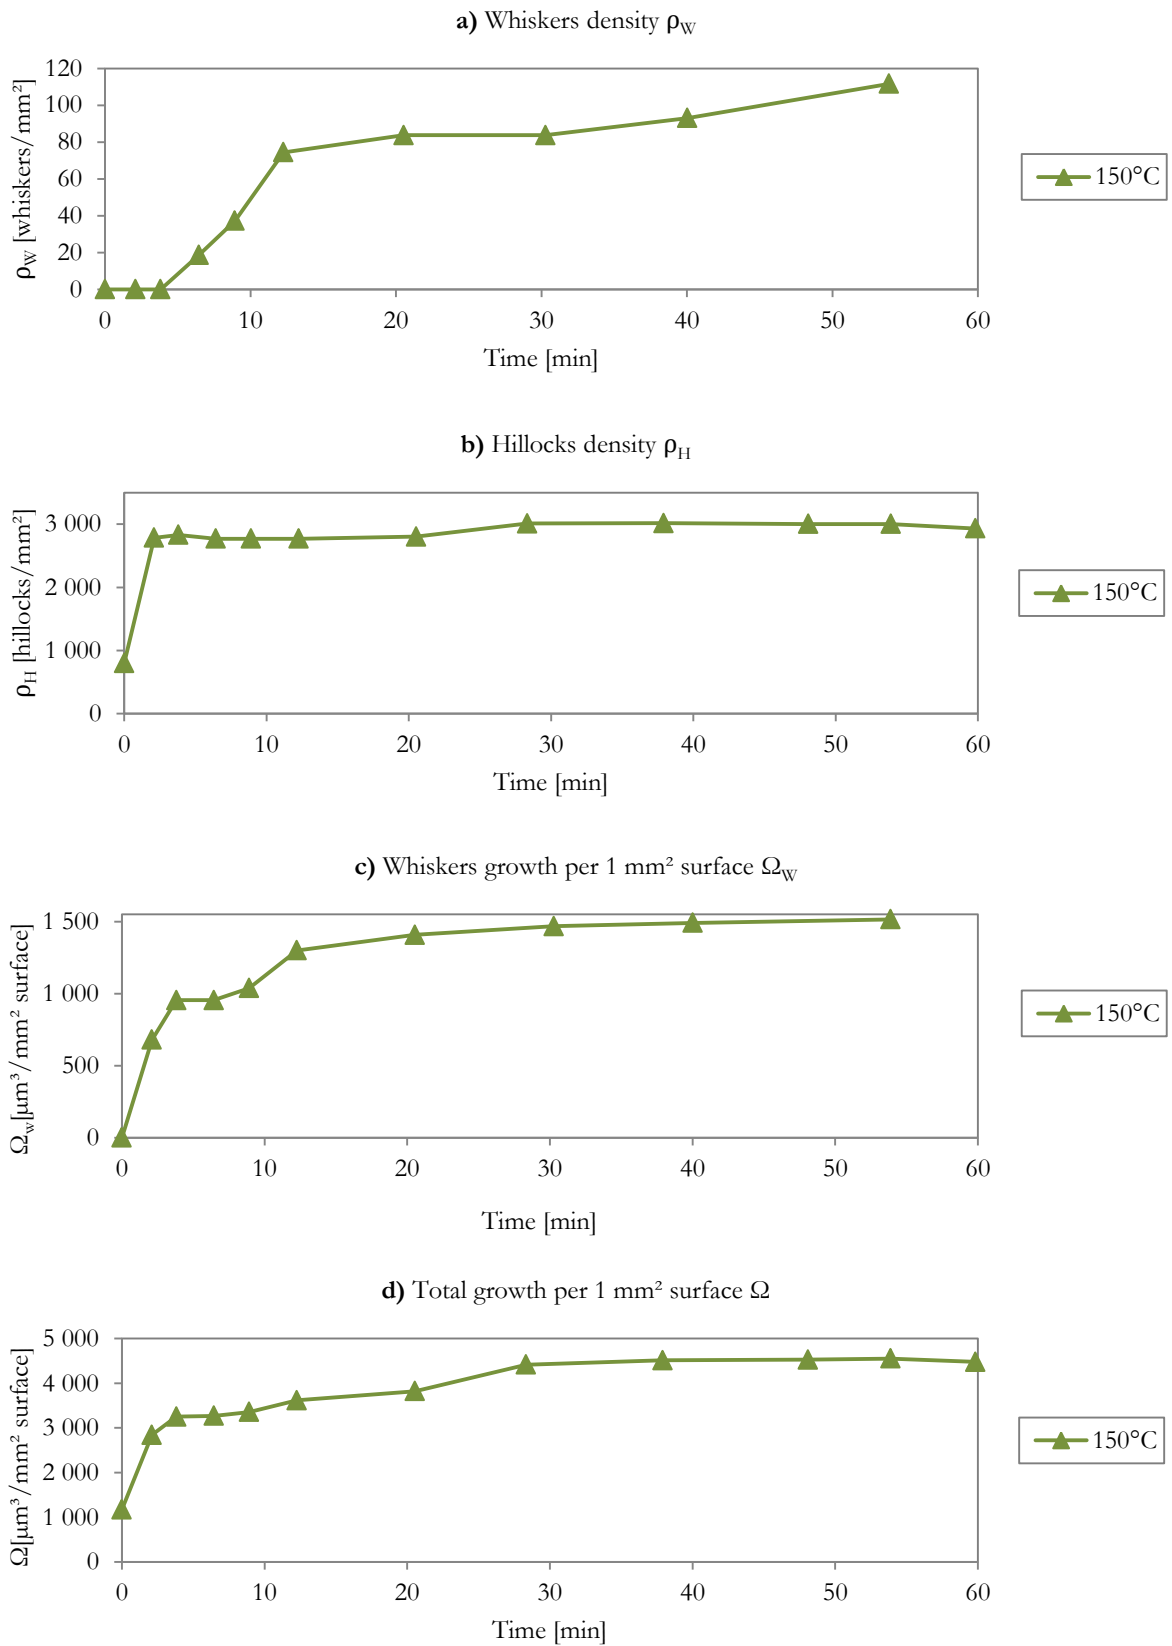 a) Whiskers density ρW
ρW [whiskers/mm²]
120
100
80
60
40
20
0
0 10 20 30 40 50 60
Time [min]
150°C
b) Hillocks density ρH
ρH [hillocks/mm²]
3 000
2 000
1 000
0
0 10 20 30 40 50 60
Time [min]
150°C
c) Whiskers growth per 1 mm² surface ΩW
Ωw[µm³/mm² surface]
1 500
1 000
500
0
0 10 20 30 40 50 60
Time [min]
150°C
d) Total growth per 1 mm² surface Ω
Ω[µm³/mm² surface]
5 000
4 000
3 000
2 000
1 000
0
0 10 20 30 40 50 60
Time [min]
150°C